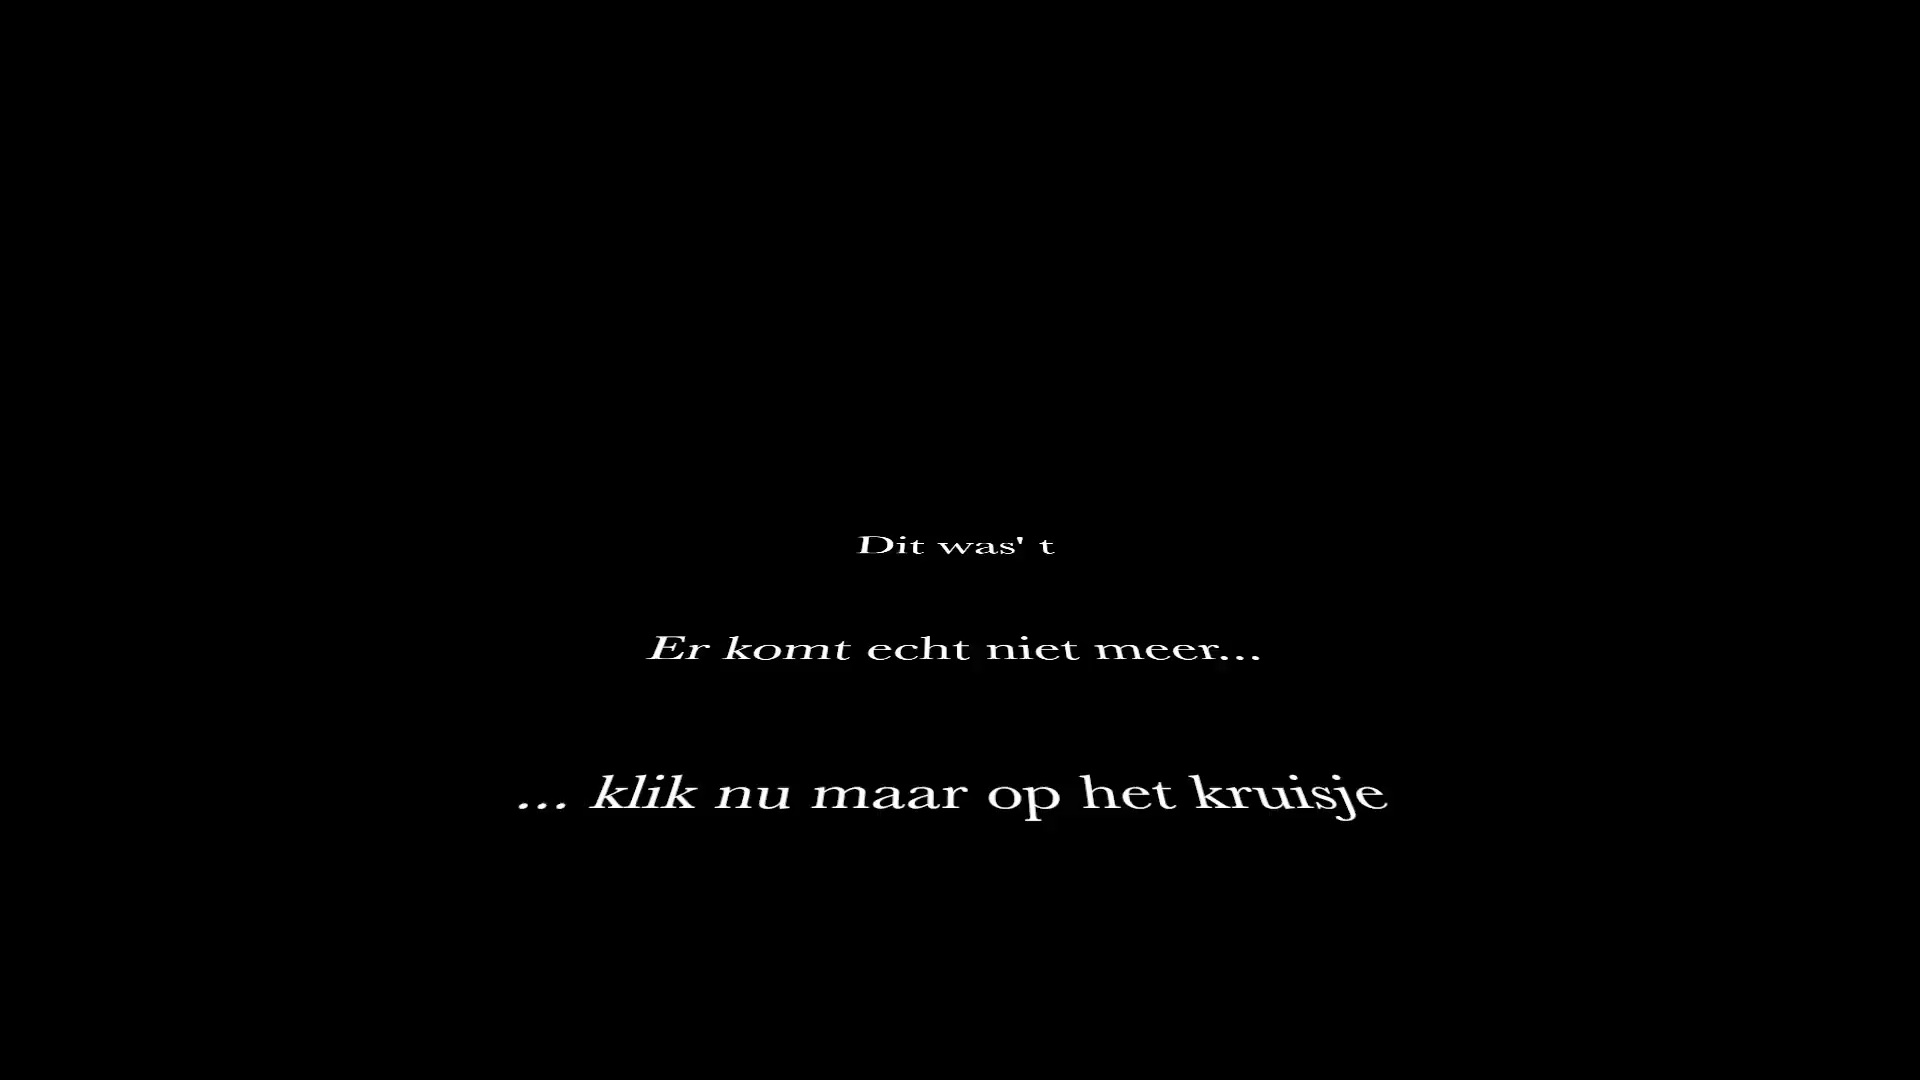 Dit was' t
Er komt echt niet meer...
... klik nu maar op het kruisje